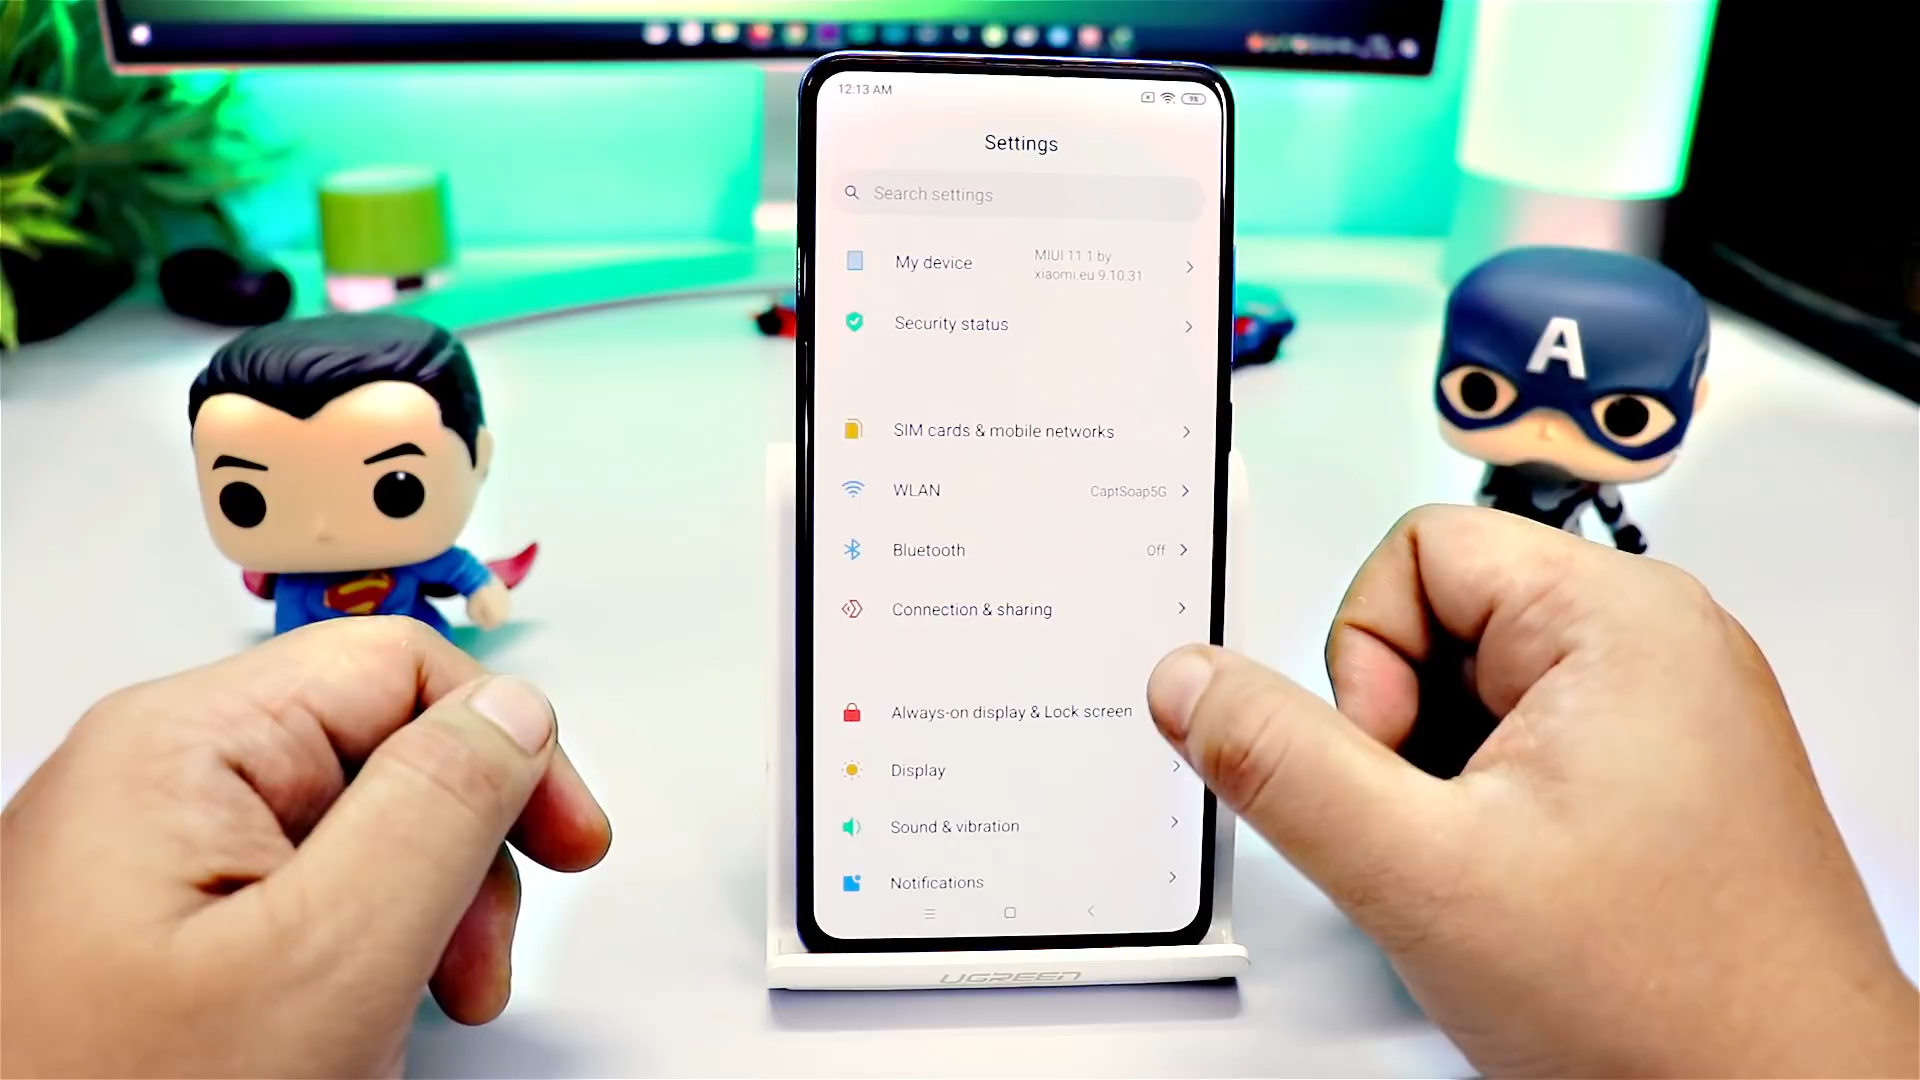 12:13 AM
98
Settings
Search settings
My device
MIUI 11.1 by
xiaomi.eu 9.10.31
Security status
SIM cards & mobile networks
WLAN
CaptSoap5G
Bluetooth
Off
Connection & sharing
Always-on display & Lock screen
Display
Sound & vibration
Notifications
UGREEN
A
S